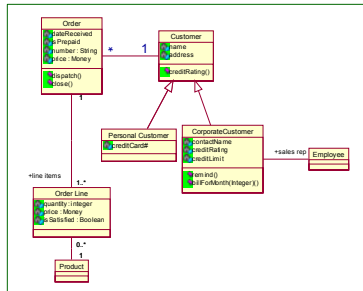 Order
dateReceived
isPrepaid
number : String
price : Money
dispatch()
close()
*
1
Customer
name
address
creditRating()
1
Personal Customer
creditCard#
CorporateCustomer
contactName
creditRating
creditLimit
remind()
billForMonth(Integer)()
+sales rep
Employee
+line items
1..*
Order Line
quantity : integer
price : Money
isSatisfied : Boolean
0..*
1
Product